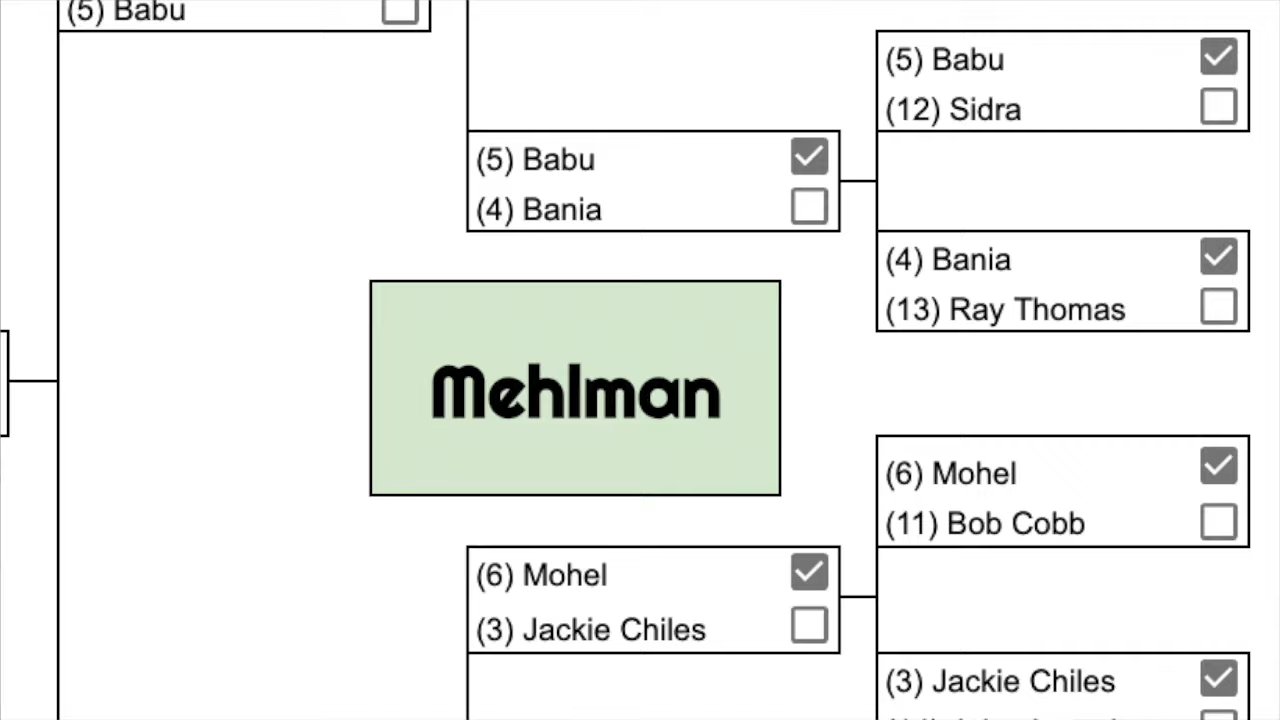 (5) Babu
(5) Babu
(12) Sidra
(5) Babu
(4) Bania
(4) Bania
(13) Ray Thomas
Mehlman
(6) Mohel
(11) Bob Cobb
(6) Mohel
(3) Jackie Chiles
(3) Jackie Chiles